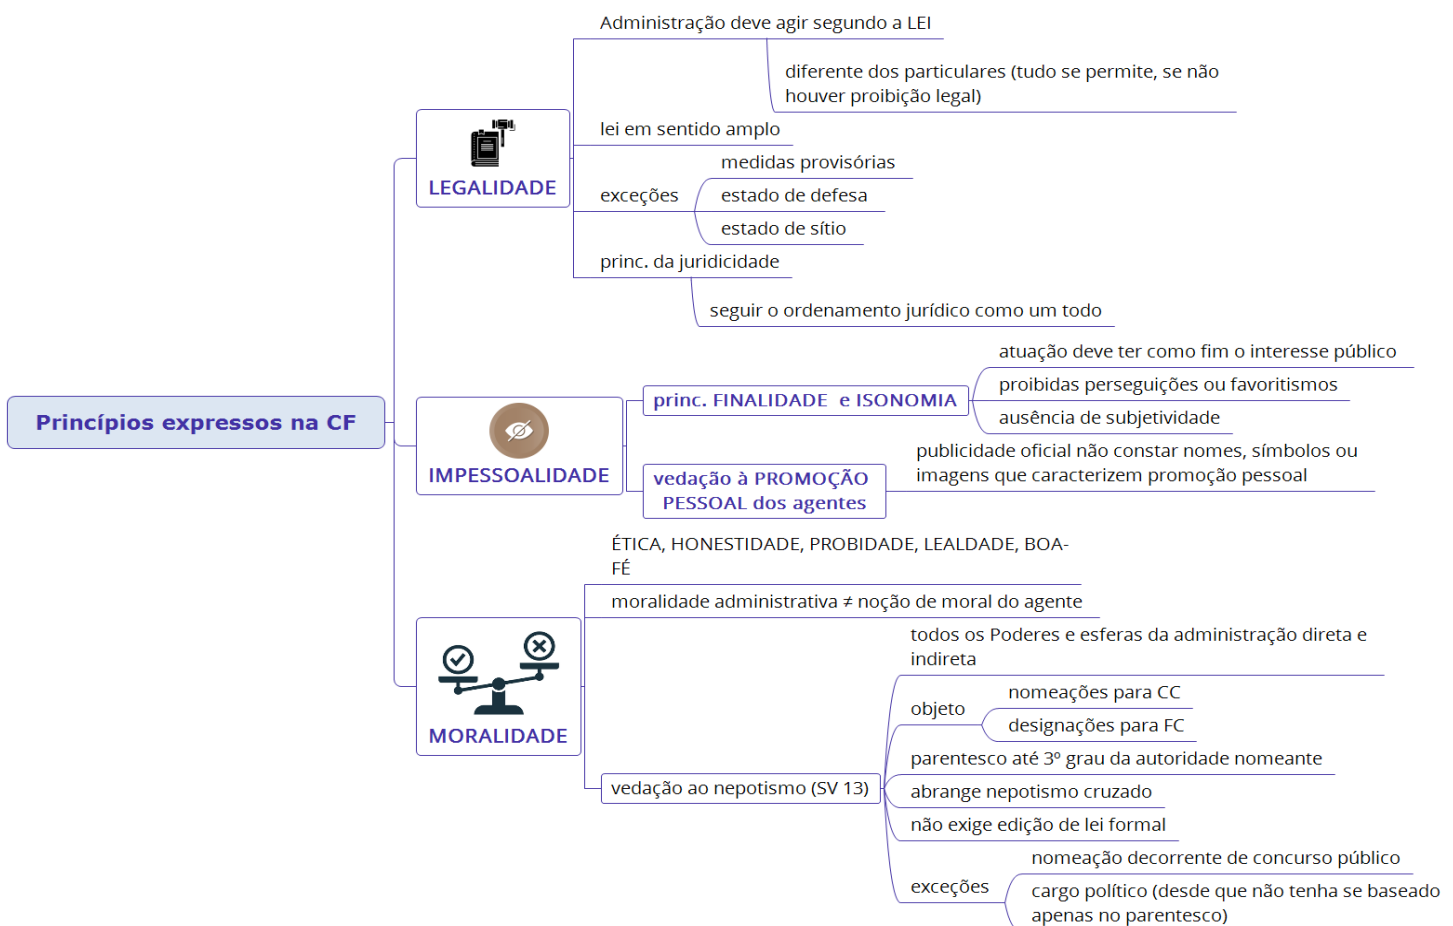 Princípios expressos na CF
LEGALIDADE
Administração deve agir segundo a LEI
diferente dos particulares (tudo se permite, se não
houver proibição legal)
lei em sentido amplo
exceções
medidas provisórias
estado de defesa
estado de sítio
princ. da juridicidade
seguir o ordenamento jurídico como um todo
IMPESSOALIDADE
princ. FINALIDADE e ISONOMIA
atuação deve ter como fim o interesse público
proibidas perseguições ou favoritismos
ausência de subjetividade
vedação à PROMOÇÃO
PESSOAL dos agentes
publicidade oficial não constar nomes, símbolos ou
imagens que caracterizem promoção pessoal
MORALIDADE
ÉTICA, HONESTIDADE, PROBIDADE, LEALDADE, BOA-
FÉ
moralidade administrativa ≠ noção de moral do agente
vedação ao nepotismo (SV 13)
todos os Poderes e esferas da administração direta e
indireta
objeto
nomeações para CC
designações para FC
parentesco até 3º grau da autoridade nomeante
abrange nepotismo cruzado
não exige edição de lei formal
exceções
nomeação decorrente de concurso público
cargo político (desde que não tenha se baseado
apenas no parentesco)